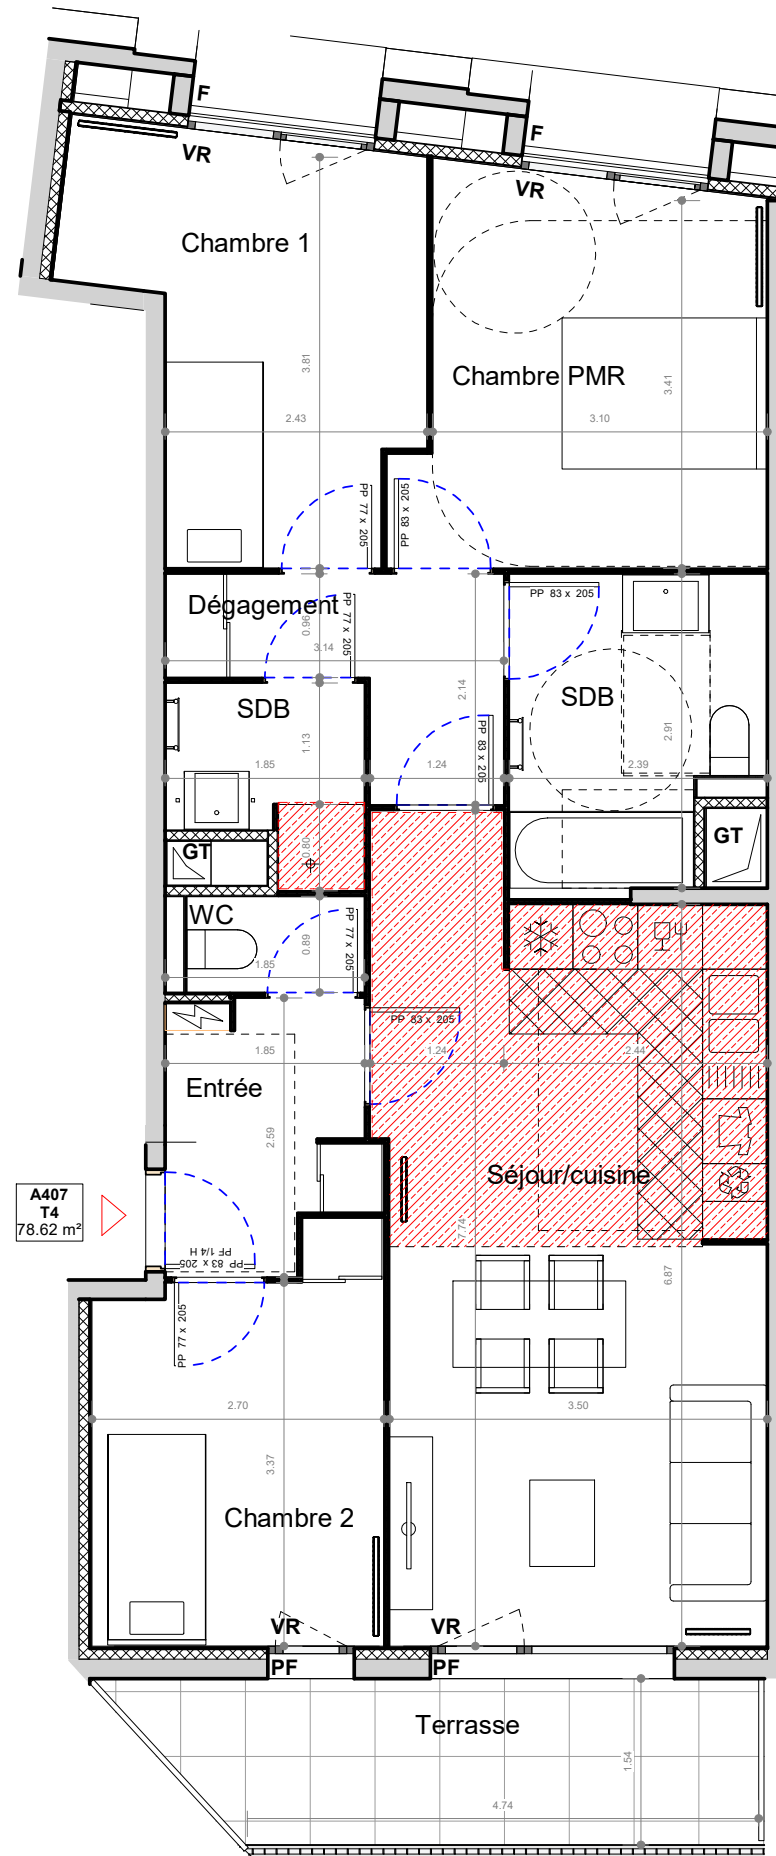 F
VR
F
VR
Chambre 1
Chambre PMR
3.81
3.41
2.43
3.10
PP 77 x 205
PP 83 x 205
Dégagement
0.96
PP 77 x 205
3.14
PP 83 x 205
2.14
SDB
SDB
1.13
2.91
1.85
1.24
PP 83 x 205
2.39
GT
0.80
GT
WC
0.89
1.85
PP 77 x 205
PP 83 x 205
1.85
1.24
2.44
Entrée
2.59
Séjour/cuisine
A407
T4
78.62 m²
7.74
PP 83 x 205
PF 1/4 H
6.87
PP 77 x 205
2.70
3.50
3.37
Chambre 2
VR
VR
PF
PF
Terrasse
1.54
4.74